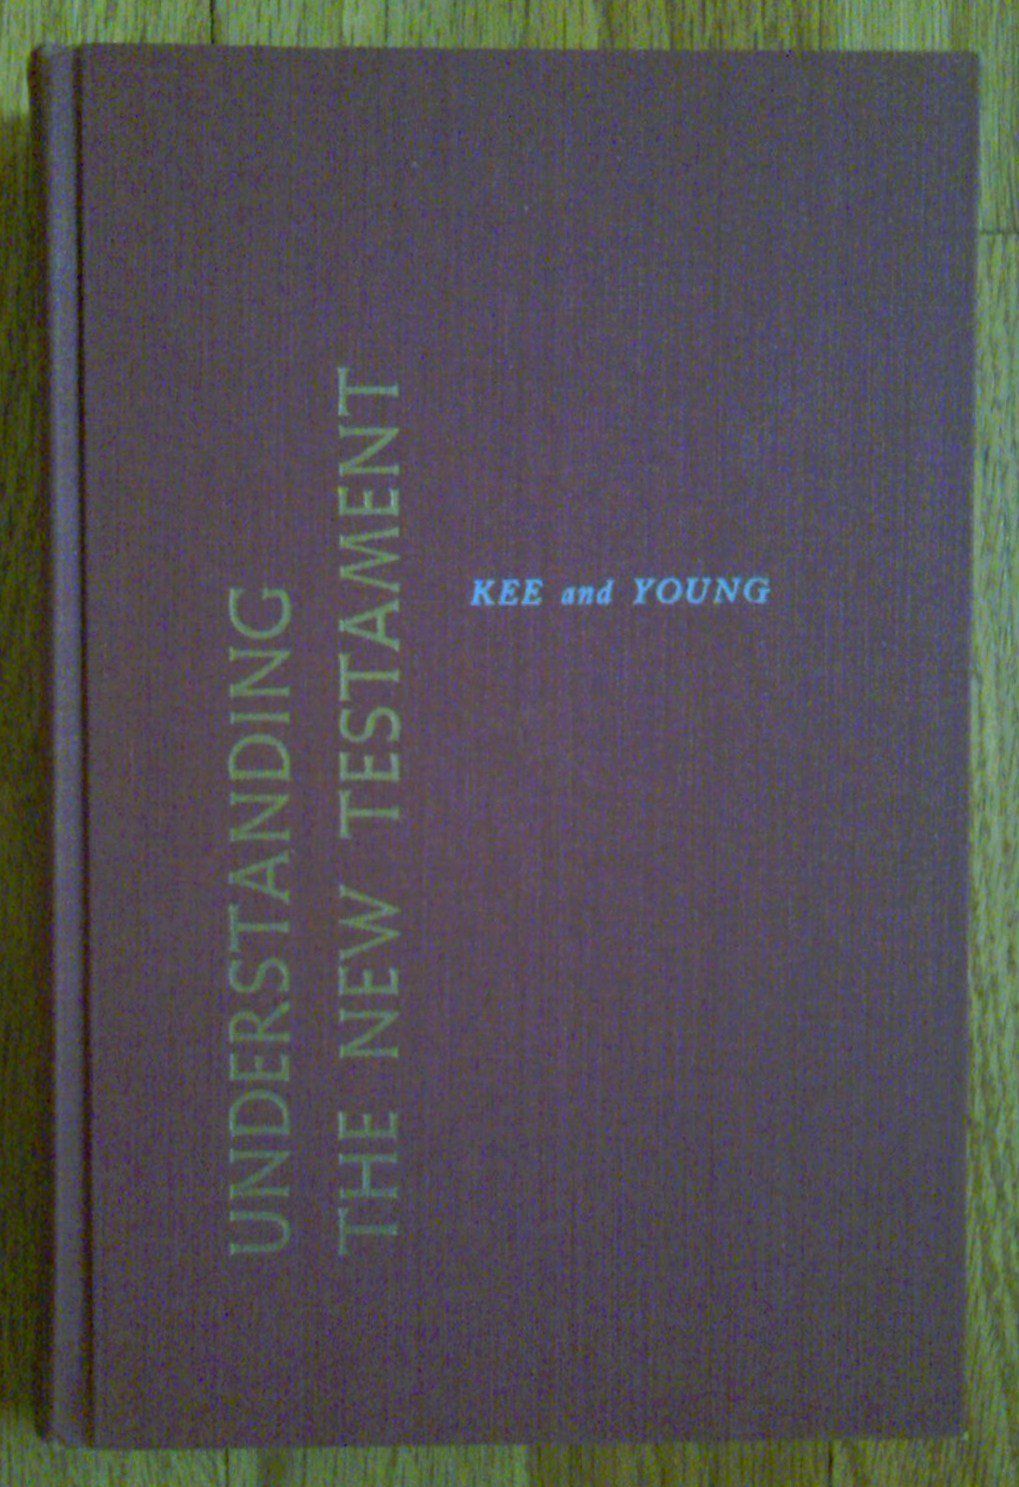 UNDERSTANDING
THE NEW TESTAMENT
KEE and YOUNG